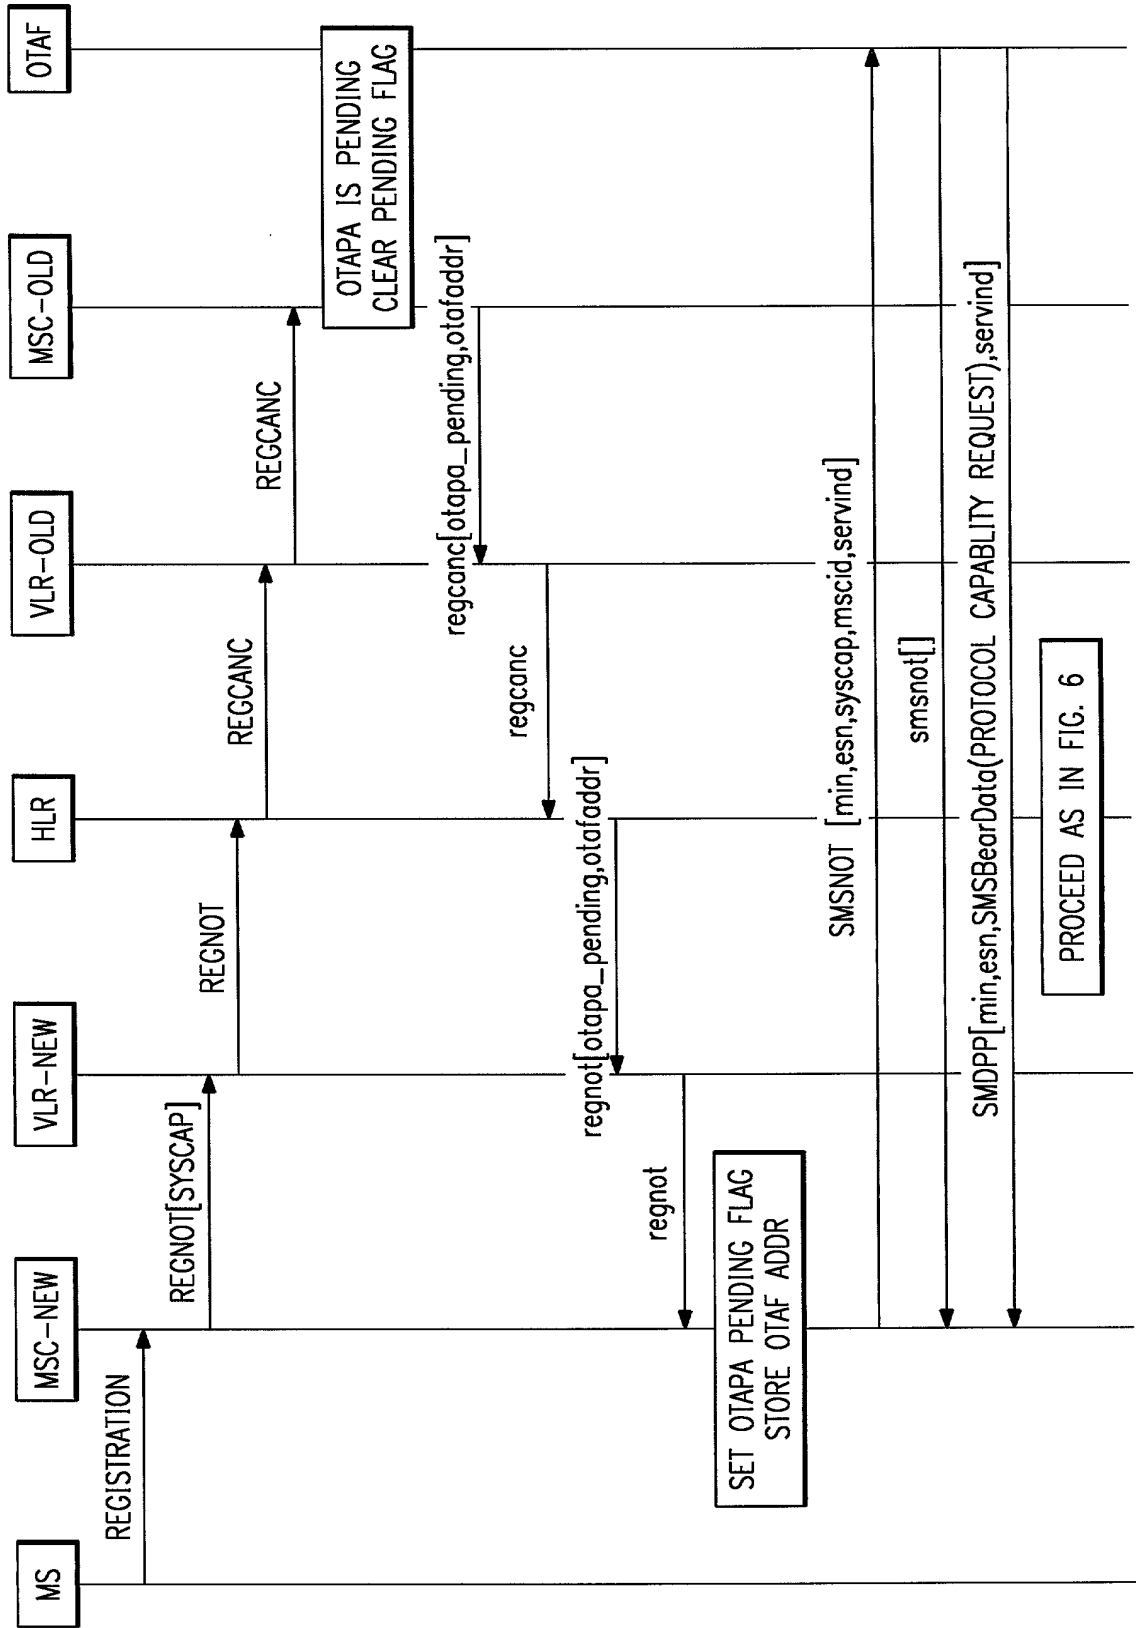 MS
MSC-NEW
VLR-NEW
HLR
VLR-OLD
MSC-OLD
OTAF
REGISTRATION
REGNOT[SYSCAP]
REGNOT
REGCANC
REGCANC
OTAPA IS PENDING
CLEAR PENDING FLAG
regcanc[otapa_pending,otafaddr]
regcanc
regnot[otapa_pending,otafaddr]
regnot
SET OTAPA PENDING FLAG
STORE OTAF ADDR
SMSNOT [min,esn,syscap,mscid,servind]
smsnot[]
SMDPP[min,esn,SMSBearData(PROTOCOL CAPABLITY REQUEST),servind]
PROCEED AS IN FIG. 6